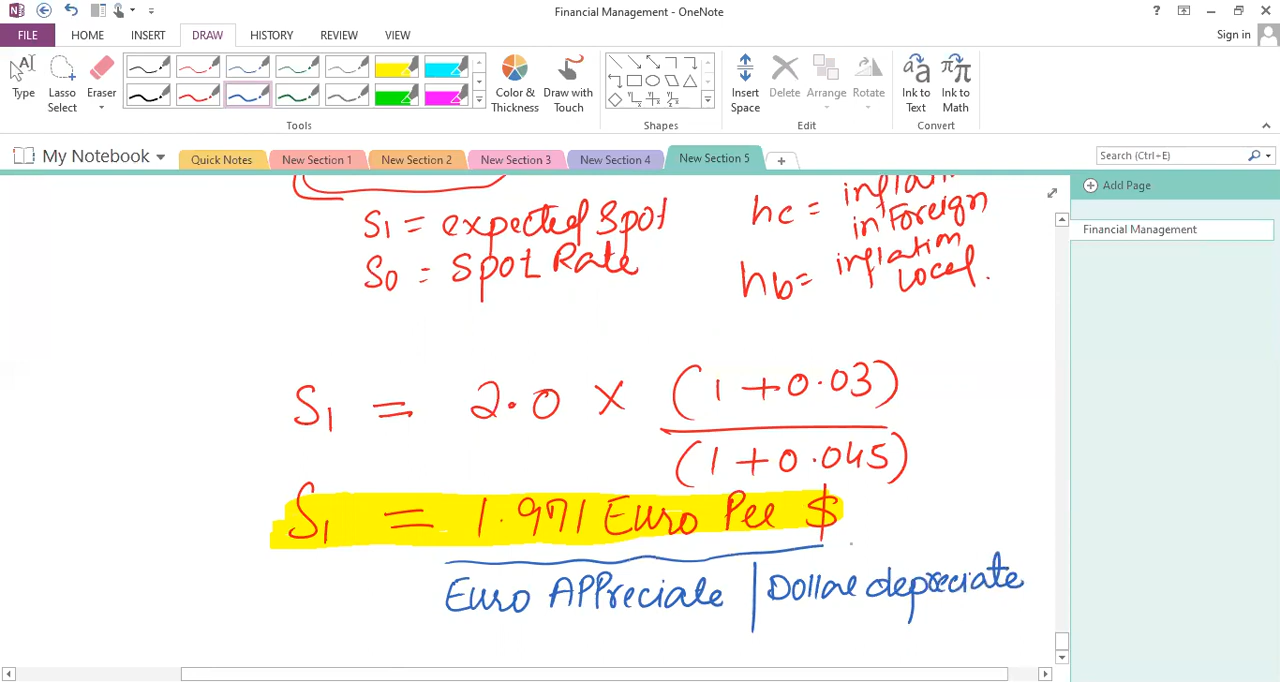 Financial Management - OneNote
?
Sign in
FILE HOME INSERT DRAW HISTORY REVIEW VIEW
Type
Lasso Select
Eraser
Color & Thickness
Draw with Touch
Insert Space
Delete
Arrange
Rotate
Ink to Text
Ink to Math
Tools
Shapes
Edit
Convert
My Notebook
Quick Notes
New Section 1
New Section 2
New Section 3
New Section 4
New Section 5
Search (Ctrl+E)
Add Page
Financial Management
S1 = expected Spot
S0 = Spot Rate
hc =
in Foreign
hb = inflation
local.
S1 = 2.0 × (1 + 0.03)
(1 + 0.045)
S1 = 1.971 Euro Per $
Euro Appreciate | Dollar depreciate